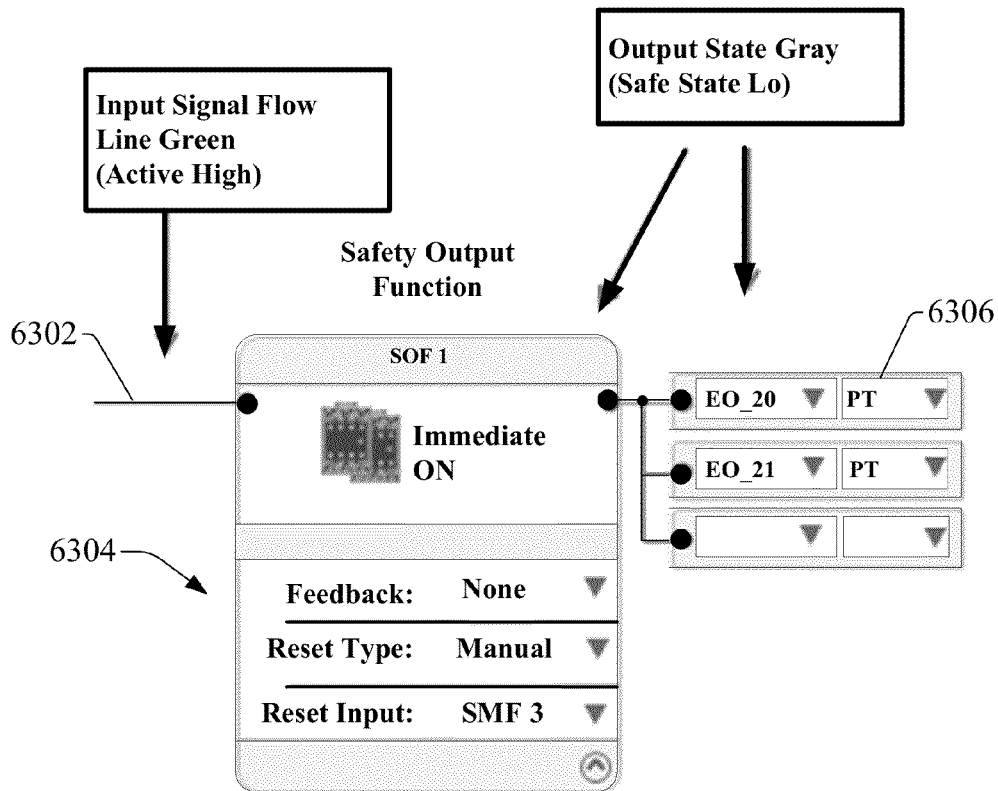 Output State Gray
(Safe State Lo)
Input Signal Flow
Line Green
(Active High)
Safety Output
Function
6302
6306
SOF 1
EO_20 PT
Immediate
ON
EO_21 PT
6304
Feedback: None
Reset Type: Manual
Reset Input: SMF 3